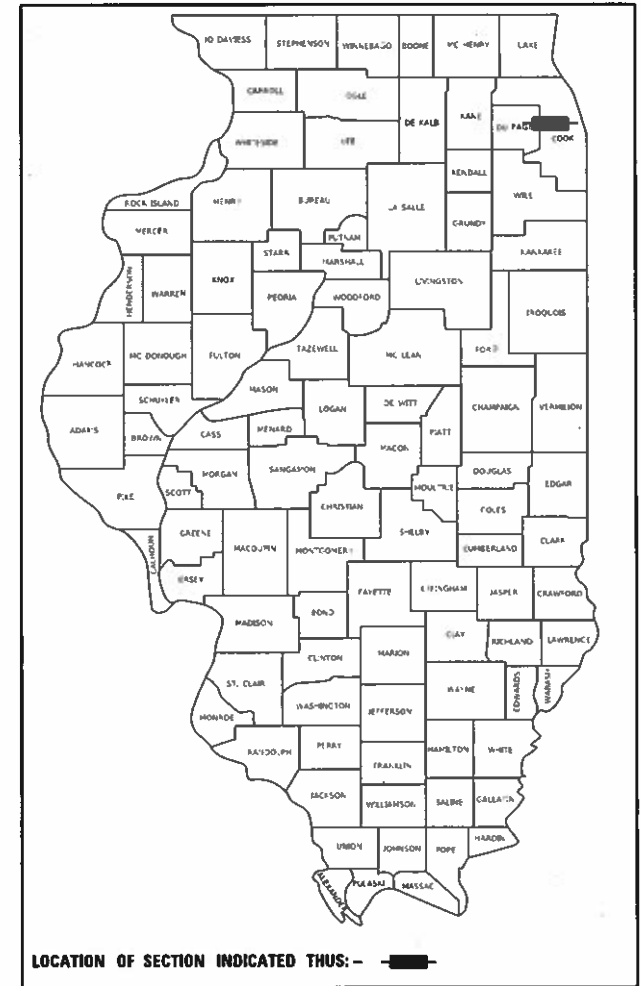 JO DAVIESS STEPHENSON WINNEBAGO BOONE MC HENRY LAKE
CARROLL OGLE DE KALB KANE DU PAGE COOK
WHITESIDE LEE
KENDALL
ROCK ISLAND HENRY BUREAU LA SALLE WILL
MERCER GRUNDY
STARK PUTNAM
MARSHALL KANKAKEE
HENDERSON WARREN KNOX PEORIA WOODFORD LIVINGSTON
IROQUOIS
HANCOCK MC DONOUGH FULTON TAZEWELL MC LEAN FORD
MASON
SCHUYLER LOGAN DE WITT CHAMPAIGN VERMILION
ADAMS BROWN CASS MENARD PIATT
MACON
PIKE SCOTT MORGAN SANGAMON DOUGLAS
MOULTRIE EDGAR
CHRISTIAN COLES
CALHOUN GREENE MACOUPIN MONTGOMERY SHELBY CUMBERLAND CLARK
JERSEY FAYETTE EFFINGHAM JASPER CRAWFORD
MADISON BOND
CLAY RICHLAND LAWRENCE
CLINTON MARION
ST. CLAIR WAYNE EDWARDS WABASH
MONROE WASHINGTON JEFFERSON
RANDOLPH PERRY HAMILTON WHITE
FRANKLIN
JACKSON WILLIAMSON SALINE GALLATIN
UNION JOHNSON POPE HARDIN
ALEXANDER PULASKI MASSAC
LOCATION OF SECTION INDICATED THUS: -